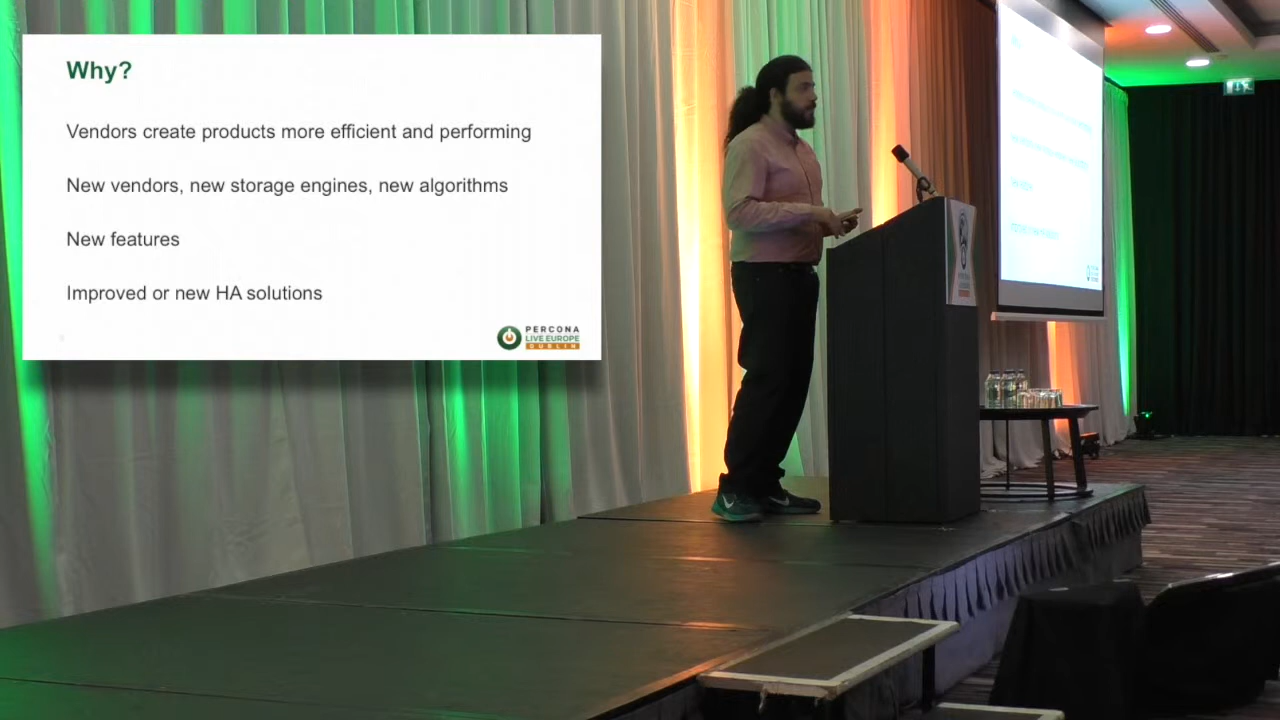 Why?
Vendors create products more efficient and performing
New vendors, new storage engines, new algorithms
New features
Improved or new HA solutions
PERCONA
LIVE EUROPE
DUBLIN